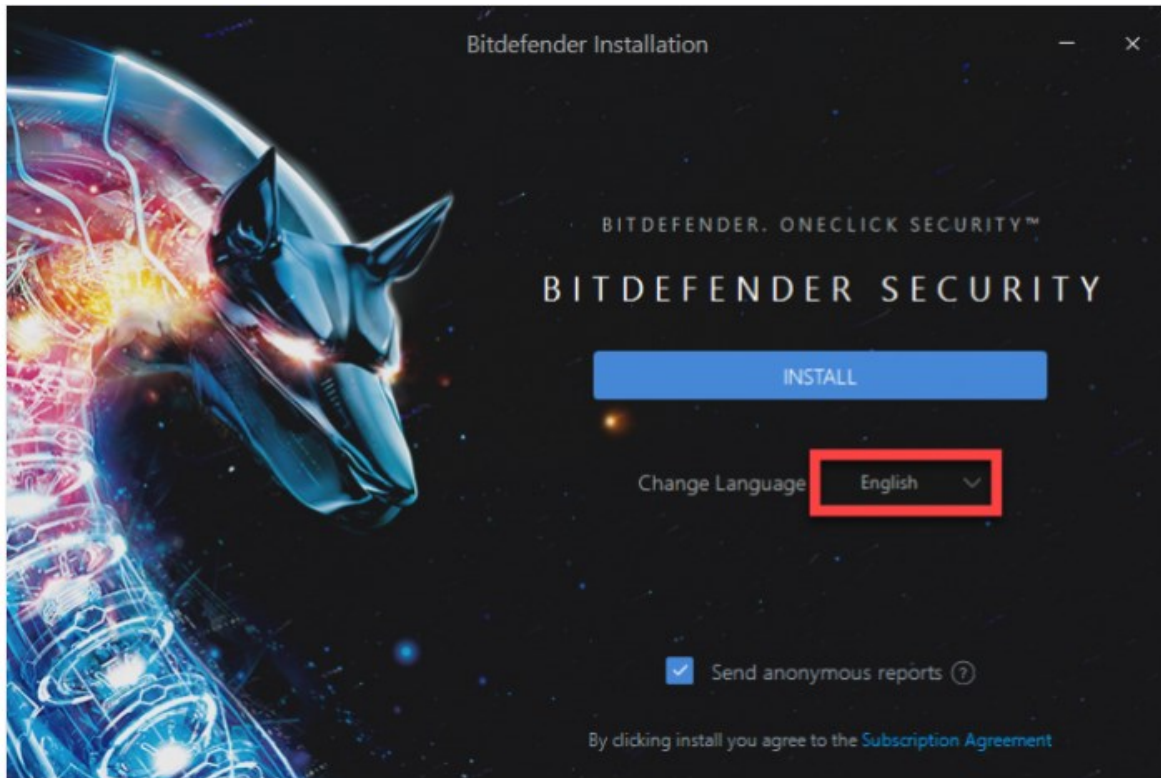 Bitdefender Installation
BITDEFENDER. ONECLICK SECURITY™
BITDEFENDER SECURITY
INSTALL
Change Language English
Send anonymous reports ?
By clicking install you agree to the Subscription Agreement